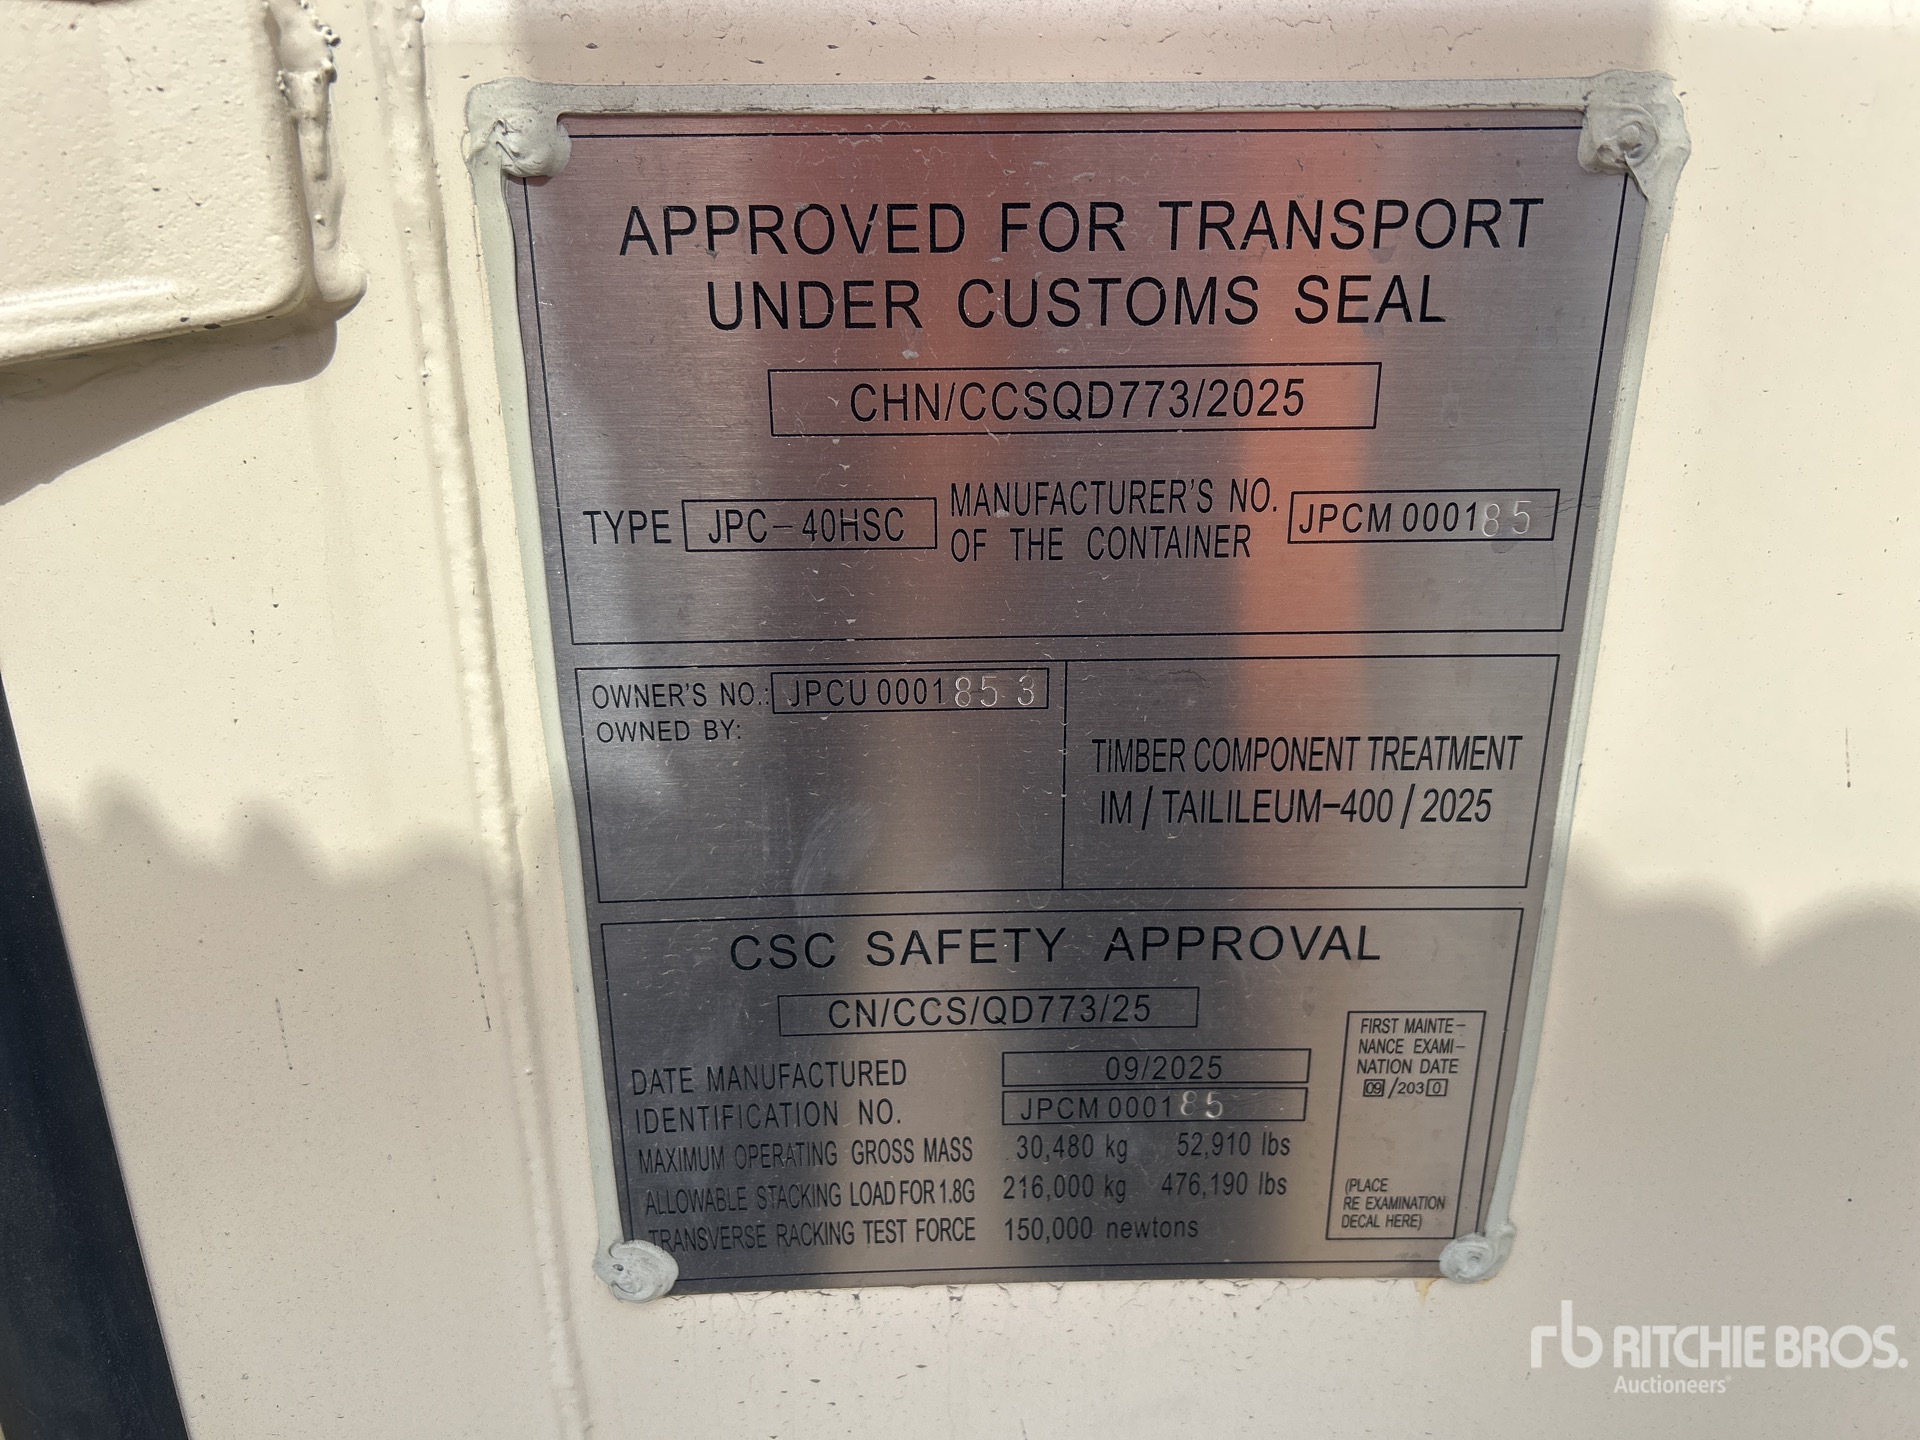 APPROVED FOR TRANSPORT
UNDER CUSTOMS SEAL
CHN/CCSQD773/2025
TYPE JPC-40HSC MANUFACTURER'S NO. OF THE CONTAINER JPCM 000185
OWNER'S NO.: JPCU 0001853
OWNED BY:
TIMBER COMPONENT TREATMENT
IM / TAILILEUM-400 / 2025
CSC SAFETY APPROVAL
CN/CCS/QD773/25
DATE MANUFACTURED 09/2025
IDENTIFICATION NO. JPCM 000185
MAXIMUM OPERATING GROSS MASS 30,480 kg 52,910 lbs
ALLOWABLE STACKING LOAD FOR 1.8G 216,000 kg 476,190 lbs
TRANSVERSE RACKING TEST FORCE 150,000 newtons
FIRST MAINTE-
NANCE EXAMI-
NATION DATE
09/2030
(PLACE
RE EXAMINATION
DECAL HERE)
rb RITCHIE BROS.
Auctioneers